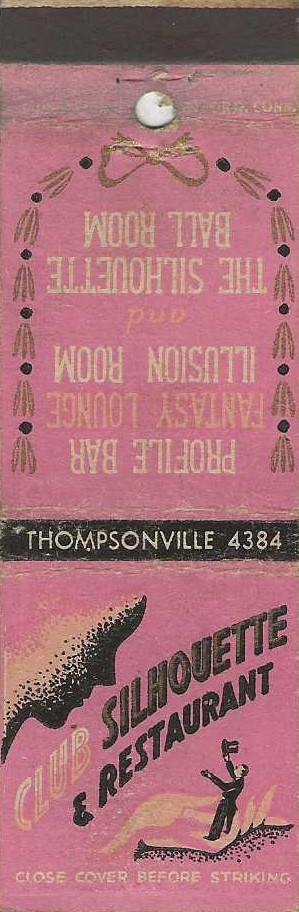 CONN.
PROFILE BAR
FANTASY LOUNGE
ILLUSION ROOM
and
THE SILHOUETTE
BALL ROOM
THOMPSONVILLE 4384
CLUB SILHOUETTE
& RESTAURANT
CLOSE COVER BEFORE STRIKING